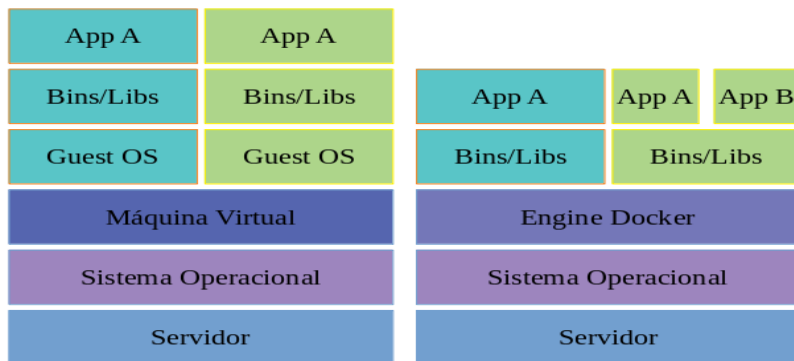 App A
App A
Bins/Libs
Bins/Libs
App A
App A
App B
Guest OS
Guest OS
Bins/Libs
Bins/Libs
Máquina Virtual
Engine Docker
Sistema Operacional
Sistema Operacional
Servidor
Servidor